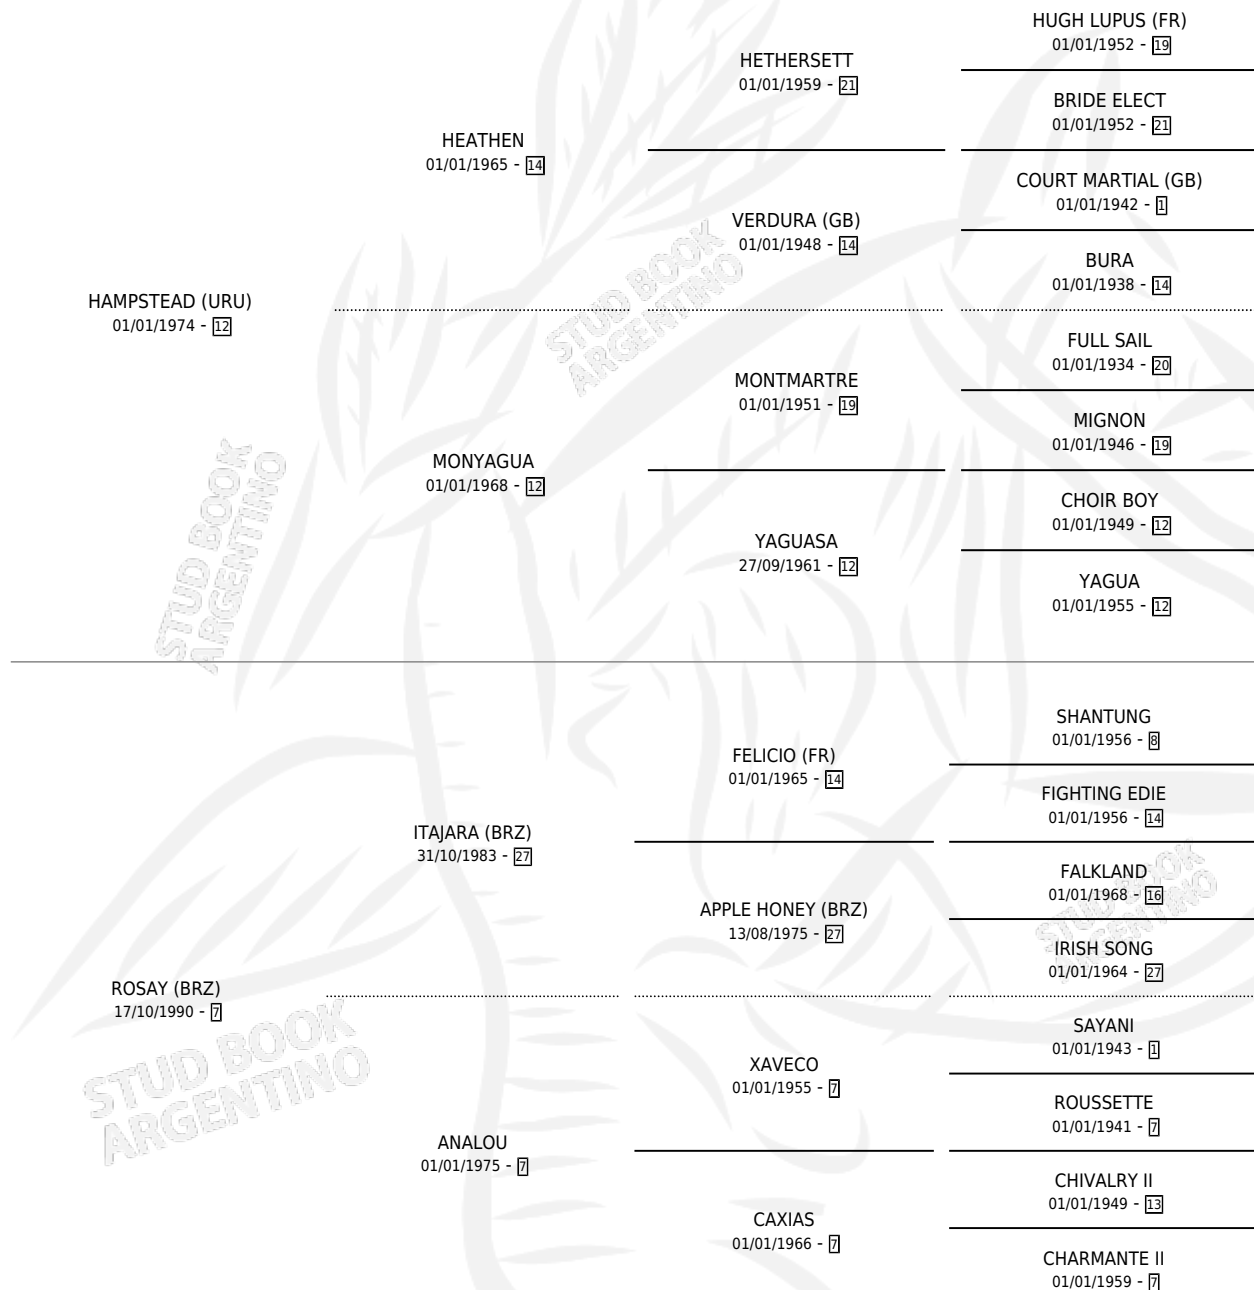 HUGH LUPUS (FR)
01/01/1952 - 19
HETHERSETT
01/01/1959 - 21
BRIDE ELECT
01/01/1952 - 21
HEATHEN
01/01/1965 - 14
COURT MARTIAL (GB)
01/01/1942 - 1
VERDURA (GB)
01/01/1948 - 14
BURA
01/01/1938 - 14
HAMPSTEAD (URU)
01/01/1974 - 12
FULL SAIL
01/01/1934 - 20
MONTMARTRE
01/01/1951 - 19
MIGNON
01/01/1946 - 19
MONYAGUA
01/01/1968 - 12
CHOIR BOY
01/01/1949 - 12
YAGUASA
27/09/1961 - 12
YAGUA
01/01/1955 - 12
SHANTUNG
01/01/1956 - 8
FELICIO (FR)
01/01/1965 - 14
FIGHTING EDIE
01/01/1956 - 14
ITAJARA (BRZ)
31/10/1983 - 27
FALKLAND
01/01/1968 - 16
APPLE HONEY (BRZ)
13/08/1975 - 27
IRISH SONG
01/01/1964 - 27
ROSAY (BRZ)
17/10/1990 - 7
SAYANI
01/01/1943 - 1
XAVECO
01/01/1955 - 7
ROUSSETTE
01/01/1941 - 7
ANALOU
01/01/1975 - 7
CHIVALRY II
01/01/1949 - 13
CAXIAS
01/01/1966 - 7
CHARMANTE II
01/01/1959 - 7
STUD BOOK
ARGENTINO
STUD BOOK
ARGENTINO
STUD BOOK
ARGENTINO
STUD BOOK
ARGENTINO